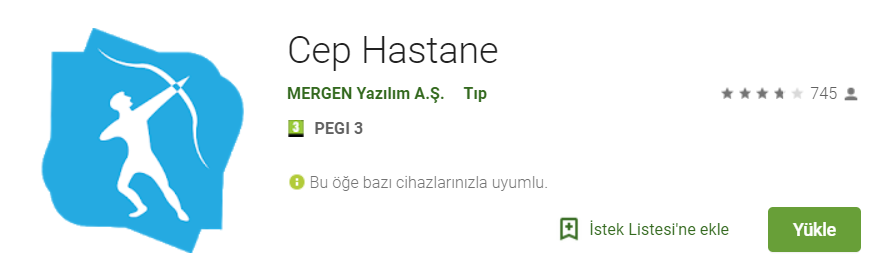 Cep Hastane
MERGEN Yazılım A.Ş. Tıp 745
3 PEGI 3
Bu öğe bazı cihazlarınızla uyumlu.
İstek Listesi'ne ekle Yükle